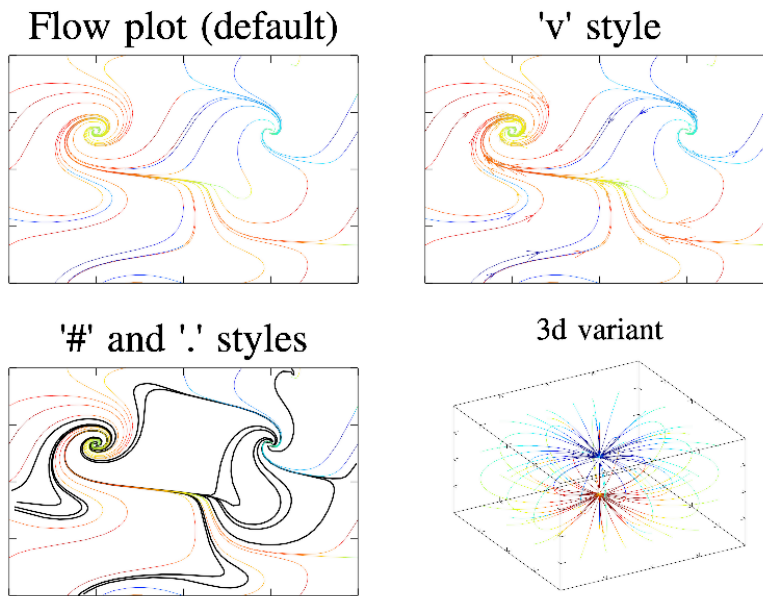 Flow plot (default)
'v' style
'#' and '.' styles
3d variant